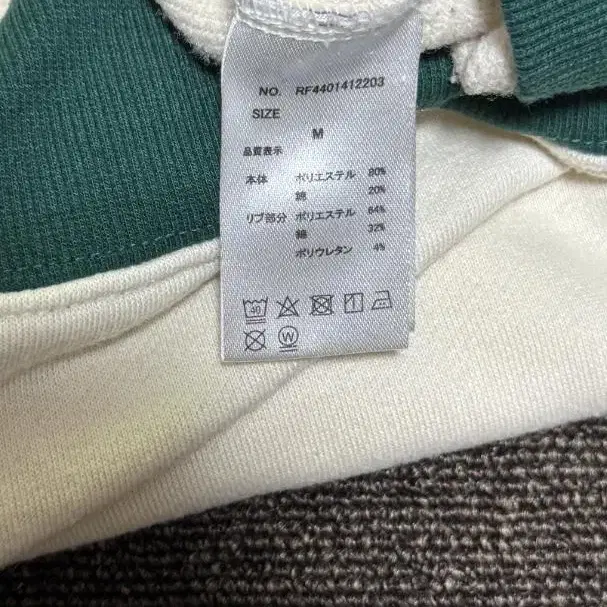 NO. RF4401412203
SIZE
M
品質表示
本体 ポリエステル 80%
綿 20%
リブ部分 ポリエステル 64%
綿 32%
ポリウレタン 4%
40
W